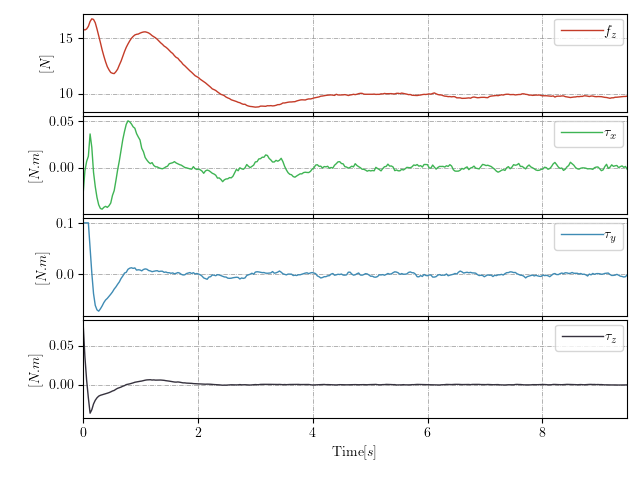 [N]
15
10
f_z
[N.m]
0.05
0.00
τ_x
[N.m]
0.1
0.0
τ_y
[N.m]
0.05
0.00
τ_z
0 2 4 6 8
Time[s]